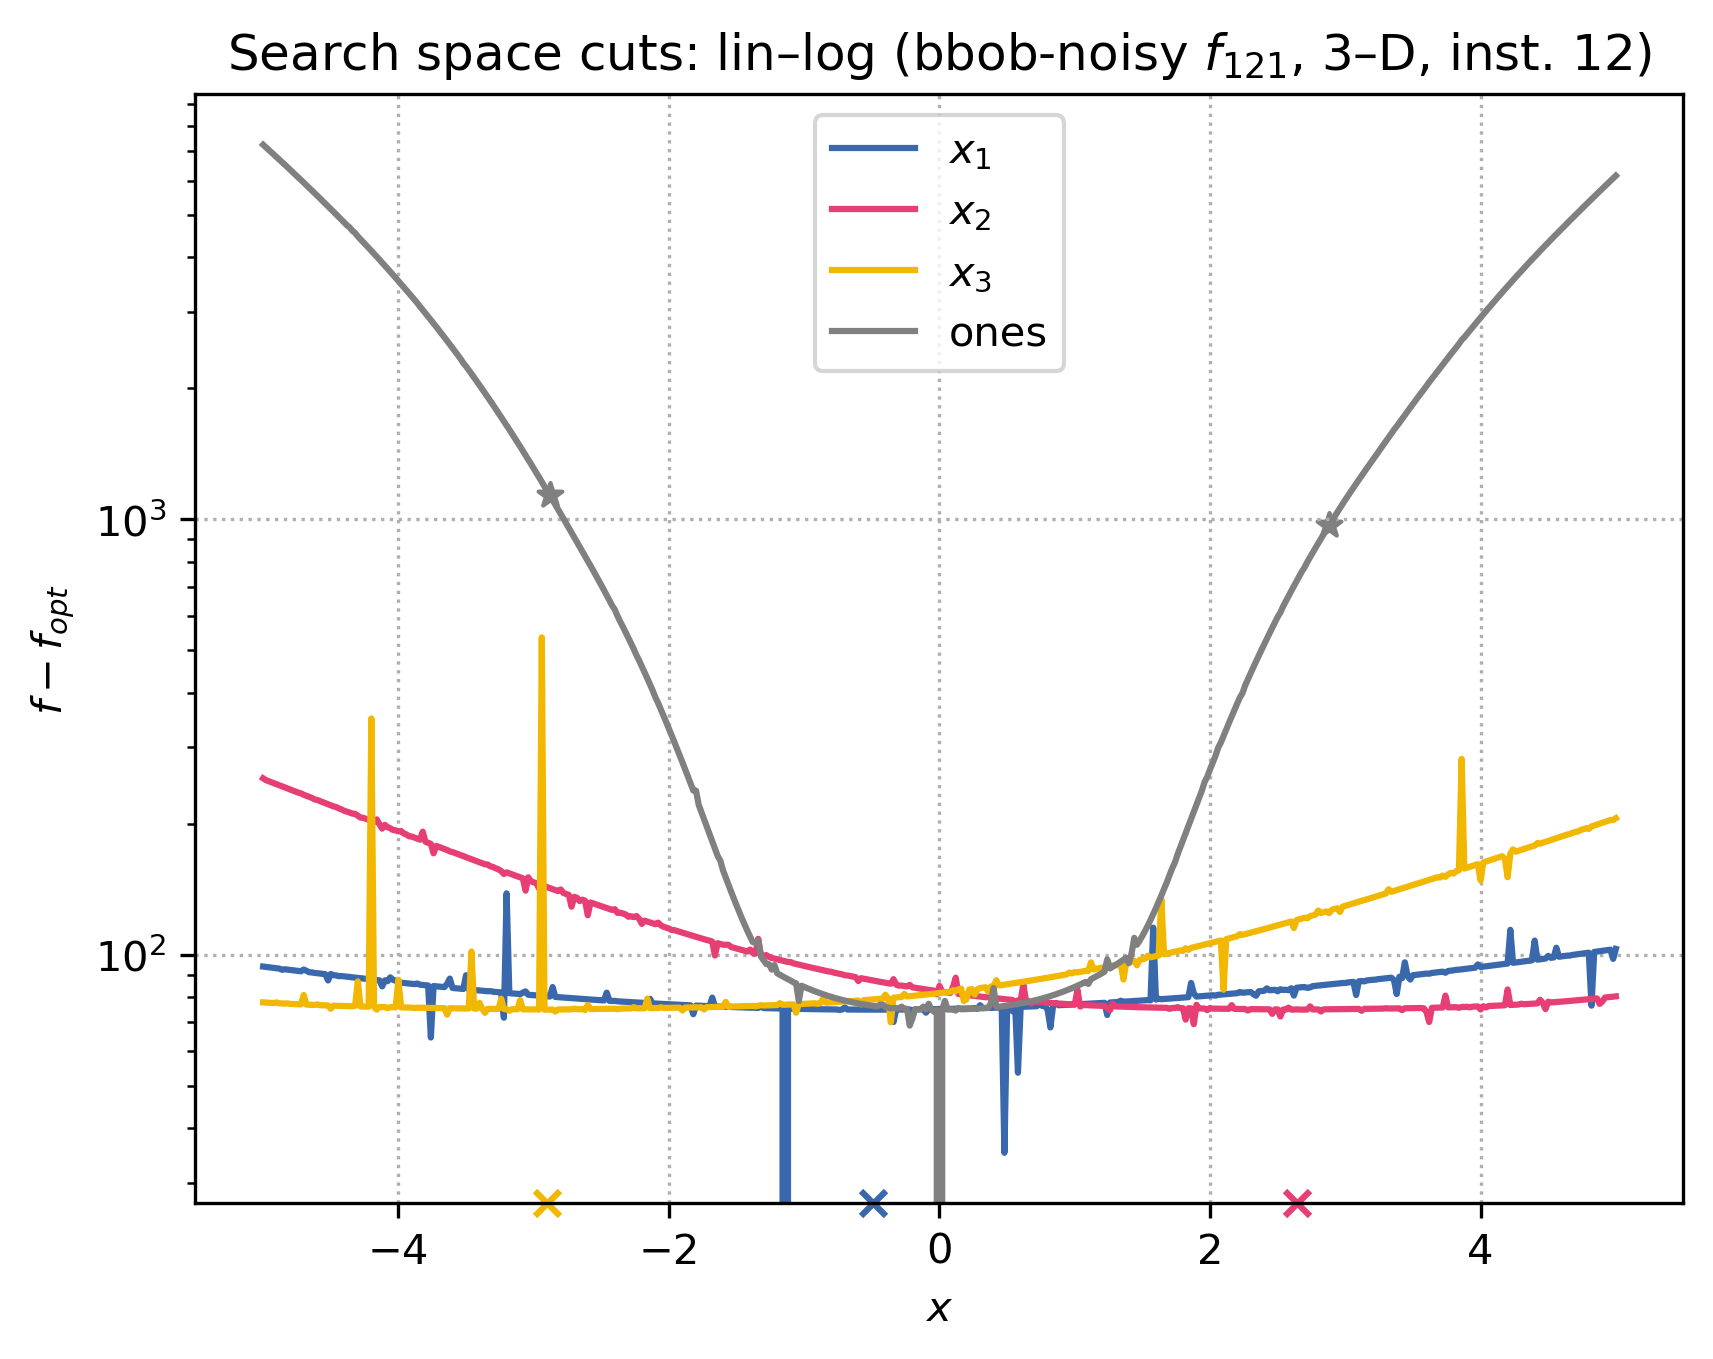 Search space cuts: lin–log (bbob-noisy f₁₂₁, 3–D, inst. 12)
x₁
x₂
x₃
ones
10³
10²
f − fₒₚₜ
−4 −2 0 2 4
x